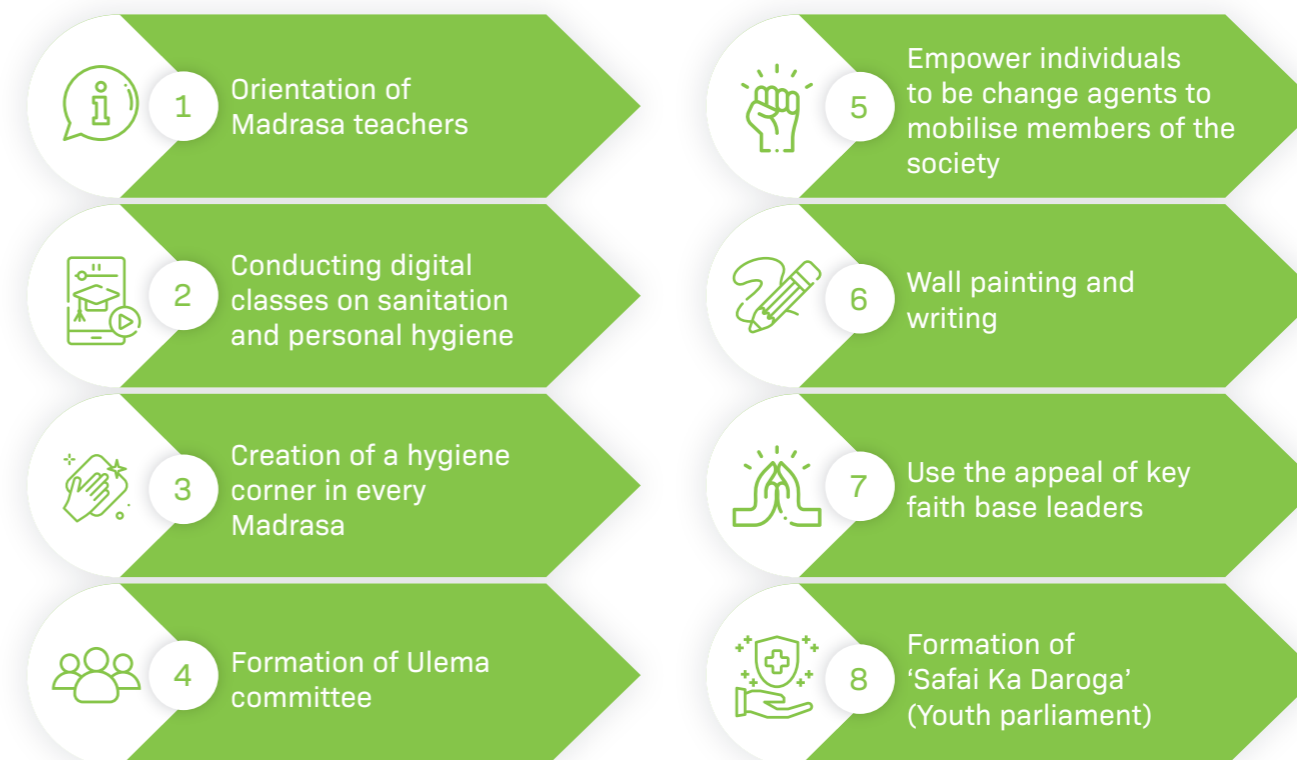 1
Orientation of
Madrasa teachers
2
Conducting digital
classes on sanitation
and personal hygiene
3
Creation of a hygiene
corner in every
Madrasa
4
Formation of Ulema
committee
5
Empower individuals
to be change agents to
mobilise members of the
society
6
Wall painting and
writing
7
Use the appeal of key
faith base leaders
8
Formation of
‘Safai Ka Daroga’
(Youth parliament)